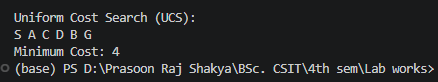 Uniform Cost Search (UCS):
S A C D B G
Minimum Cost: 4
(base) PS D:\Prasoon Raj Shakya\BSc. CSIT\4th sem\Lab works>